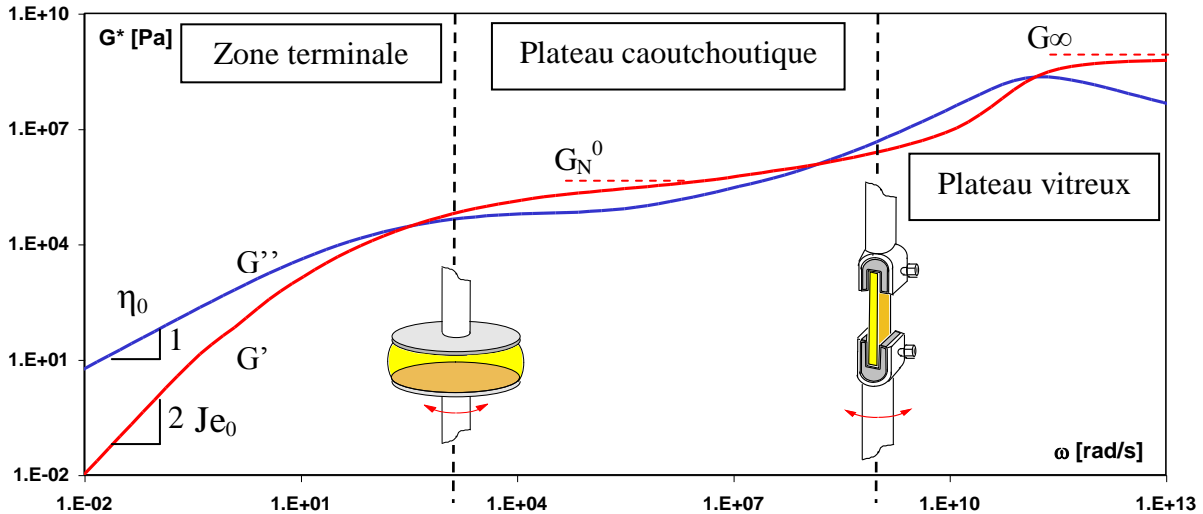 1.E+10
G* [Pa]
Zone terminale
Plateau caoutchoutique
G∞
1.E+07
G_N^0
Plateau vitreux
1.E+04
G''
η₀
1
G'
1.E+01
2 Je₀
ω [rad/s]
1.E-02
1.E-02 1.E+01 1.E+04 1.E+07 1.E+10 1.E+13